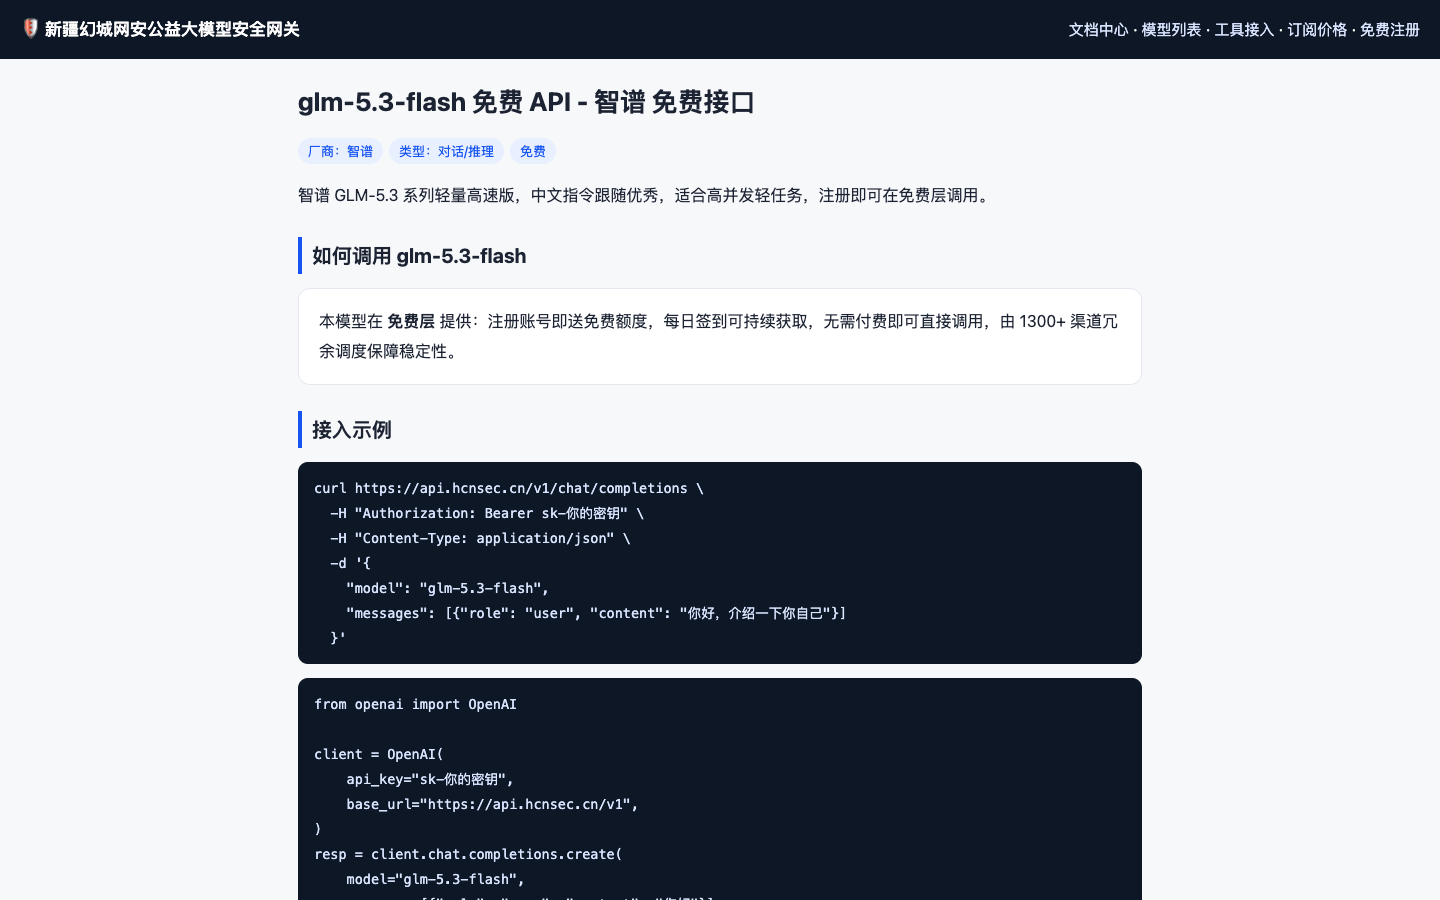 新疆幻城网安公益大模型安全网关
文档中心 · 模型列表 · 工具接入 · 订阅价格 · 免费注册
glm-5.3-flash 免费 API - 智谱 免费接口
厂商：智谱 类型：对话/推理 免费
智谱 GLM-5.3 系列轻量高速版，中文指令跟随优秀，适合高并发轻任务，注册即可在免费层调用。
如何调用 glm-5.3-flash
本模型在 免费层 提供：注册账号即送免费额度，每日签到可持续获取，无需付费即可直接调用，由 1300+ 渠道冗
余调度保障稳定性。
接入示例
curl https://api.hcnsec.cn/v1/chat/completions \
  -H "Authorization: Bearer sk-你的密钥" \
  -H "Content-Type: application/json" \
  -d '{
    "model": "glm-5.3-flash",
    "messages": [{"role": "user", "content": "你好，介绍一下你自己"}]
  }'
from openai import OpenAI
client = OpenAI(
    api_key="sk-你的密钥",
    base_url="https://api.hcnsec.cn/v1",
)
resp = client.chat.completions.create(
    model="glm-5.3-flash",